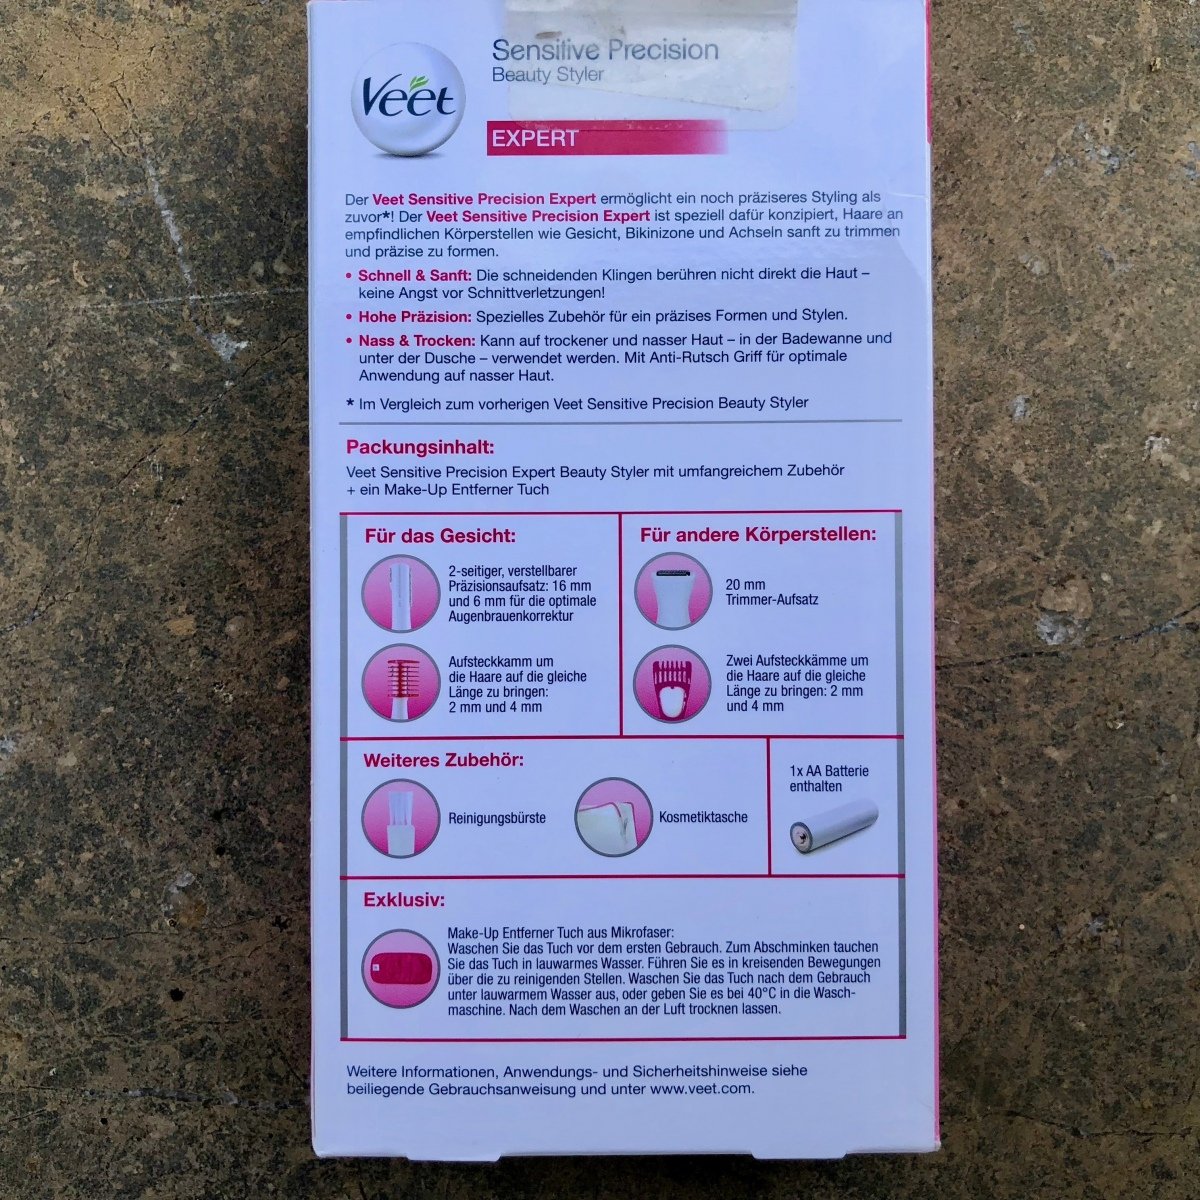 Veet
Sensitive Precision
Beauty Styler
EXPERT
Der Veet Sensitive Precision Expert ermöglicht ein noch präziseres Styling als
zuvor*! Der Veet Sensitive Precision Expert ist speziell dafür konzipiert, Haare an
empfindlichen Körperstellen wie Gesicht, Bikinizone und Achseln sanft zu trimmen
und präzise zu formen.
• Schnell & Sanft: Die schneidenden Klingen berühren nicht direkt die Haut –
keine Angst vor Schnittverletzungen!
• Hohe Präzision: Spezielles Zubehör für ein präzises Formen und Stylen.
• Nass & Trocken: Kann auf trockener und nasser Haut – in der Badewanne und
unter der Dusche – verwendet werden. Mit Anti-Rutsch Griff für optimale
Anwendung auf nasser Haut.
* Im Vergleich zum vorherigen Veet Sensitive Precision Beauty Styler
Packungsinhalt:
Veet Sensitive Precision Expert Beauty Styler mit umfangreichem Zubehör
+ ein Make-Up Entferner Tuch
Für das Gesicht:
2-seitiger, verstellbarer
Präzisionsaufsatz: 16 mm
und 6 mm für die optimale
Augenbrauenkorrektur
Aufsteckkamm um
die Haare auf die gleiche
Länge zu bringen:
2 mm und 4 mm
Für andere Körperstellen:
20 mm
Trimmer-Aufsatz
Zwei Aufsteckkämme um
die Haare auf die gleiche
Länge zu bringen: 2 mm
und 4 mm
Weiteres Zubehör:
Reinigungsbürste
Kosmetiktasche
1x AA Batterie
enthalten
Exklusiv:
Make-Up Entferner Tuch aus Mikrofaser:
Waschen Sie das Tuch vor dem ersten Gebrauch. Zum Abschminken tauchen
Sie das Tuch in lauwarmes Wasser. Führen Sie es in kreisenden Bewegungen
über die zu reinigenden Stellen. Waschen Sie das Tuch nach dem Gebrauch
unter lauwarmem Wasser aus, oder geben Sie es bei 40°C in die Wasch-
maschine. Nach dem Waschen an der Luft trocknen lassen.
Weitere Informationen, Anwendungs- und Sicherheitshinweise siehe
beiliegende Gebrauchsanweisung und unter www.veet.com.